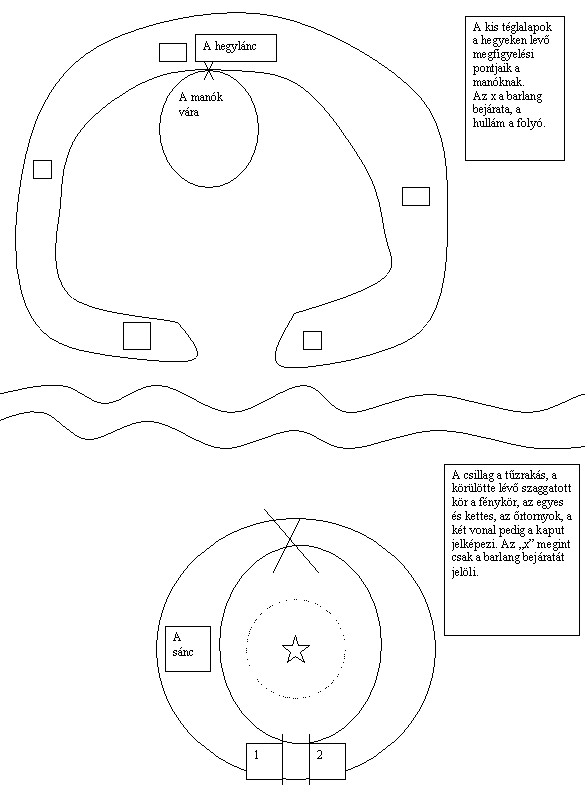 A hegylánc
A manók
vára
A kis téglalapok
a hegyeken levő
megfigyelési
pontjaik a
manóknak.
Az x a barlang
bejárata, a
hullám a folyó.
A csillag a tűzrakás, a
körülötte lévő szaggatott
kör a fénykör, az egyes
és kettes, az őrtornyok, a
két vonal pedig a kaput
jelképezi. Az „x” megint
csak a barlang bejáratát
jelöli.
A
sánc
1
2